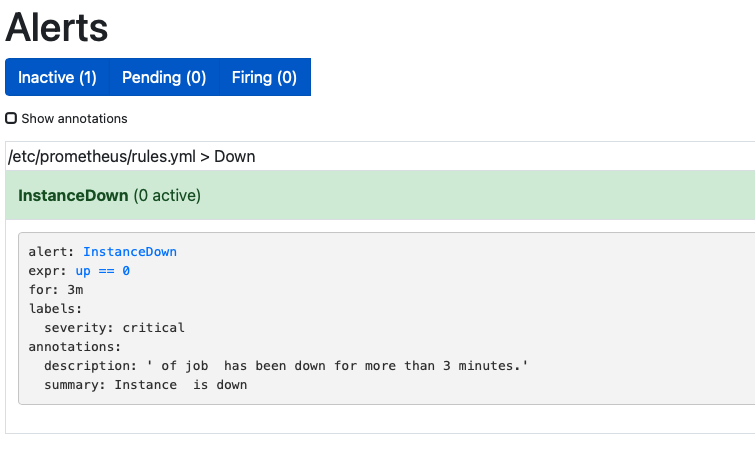 Alerts
Inactive (1) Pending (0) Firing (0)
Show annotations
/etc/prometheus/rules.yml > Down
InstanceDown (0 active)
alert: InstanceDown
expr: up == 0
for: 3m
labels:
  severity: critical
annotations:
  description: ' of job  has been down for more than 3 minutes.'
  summary: Instance  is down